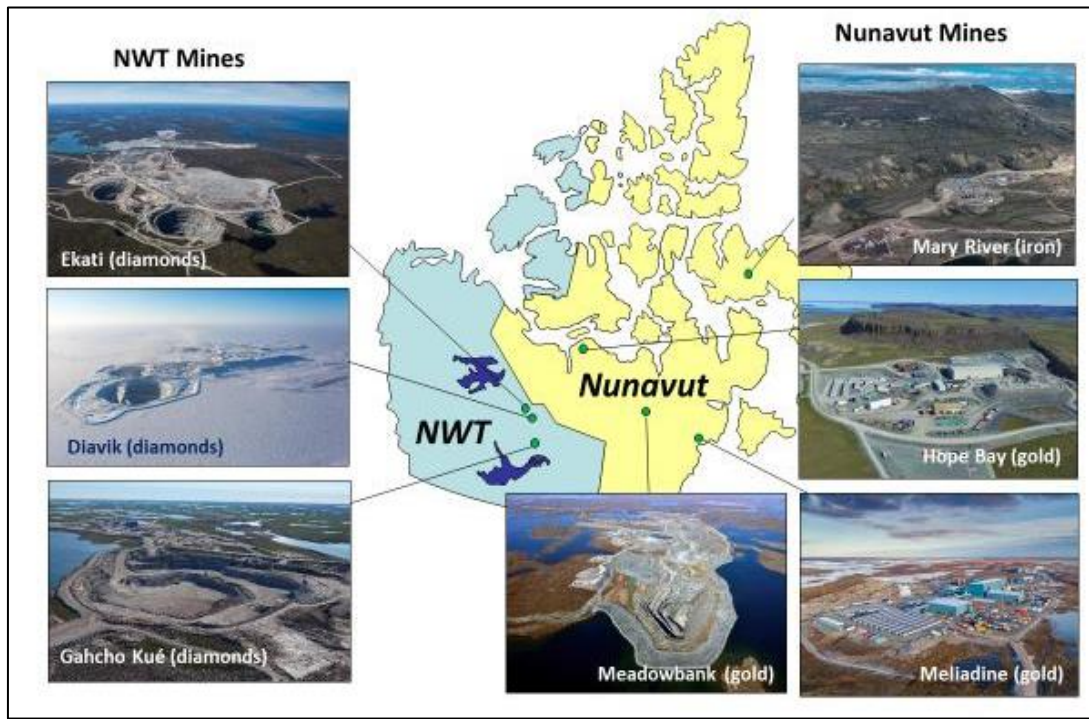 NWT Mines
Nunavut Mines
Ekati (diamonds)
Mary River (iron)
Diavik (diamonds)
Hope Bay (gold)
Nunavut
NWT
Gahcho Kué (diamonds)
Meadowbank (gold)
Meliadine (gold)